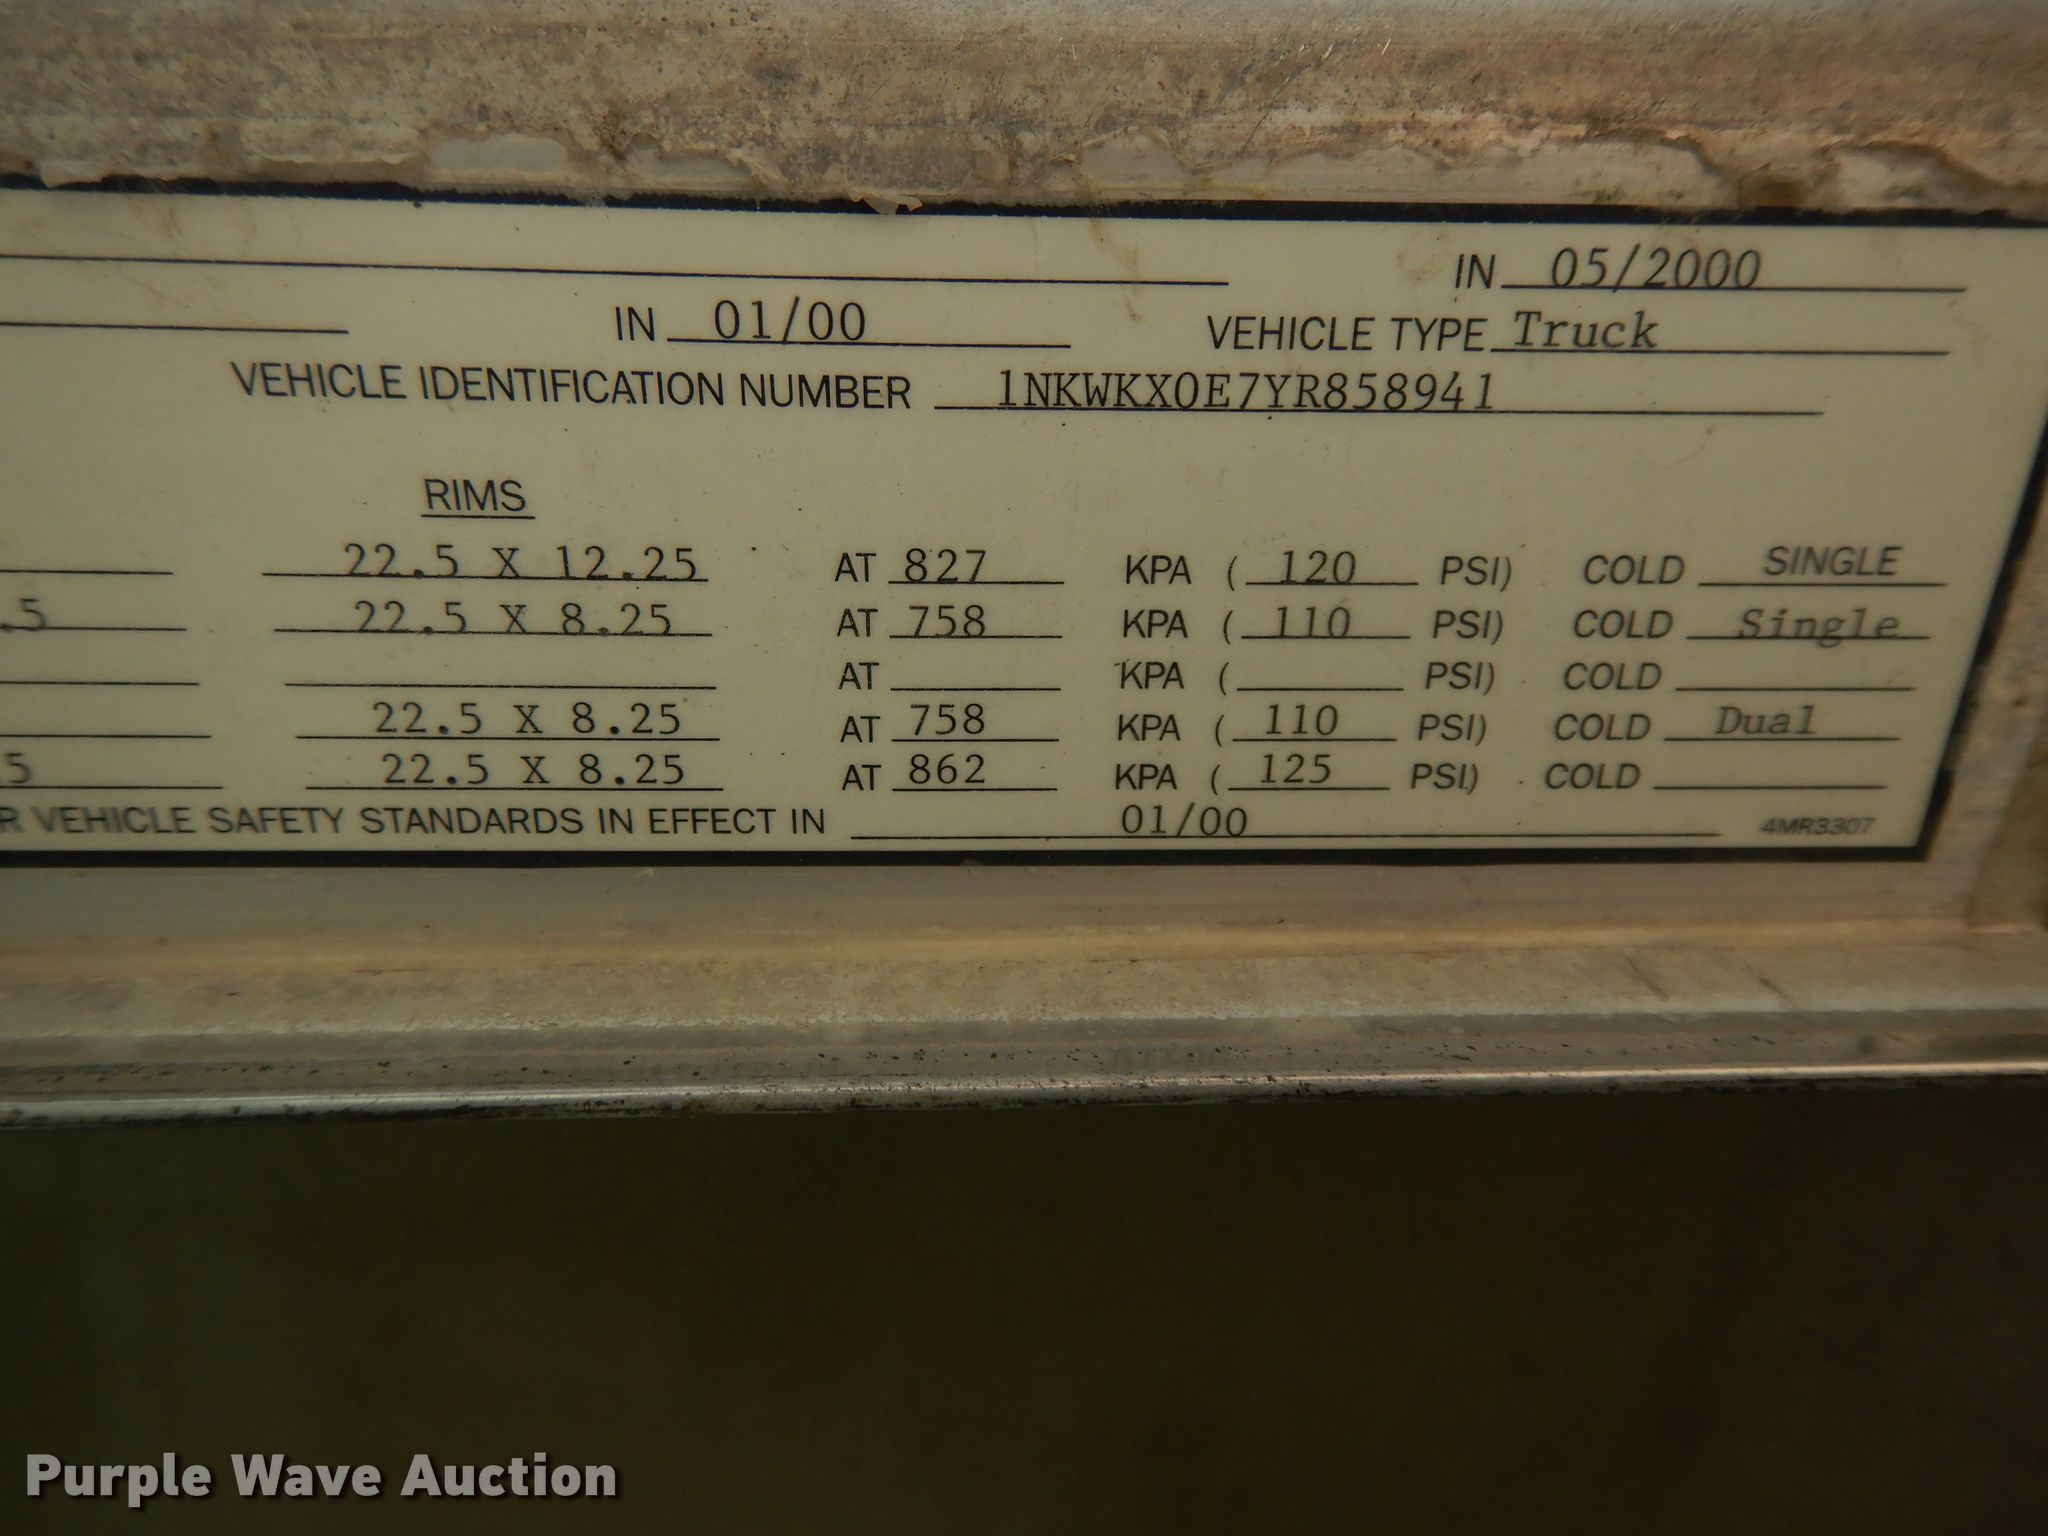 IN 05/2000
IN 01/00 VEHICLE TYPE Truck
VEHICLE IDENTIFICATION NUMBER 1NKWKX0E7YR858941
RIMS
22.5 X 12.25 AT 827 KPA ( 120 PSI) COLD SINGLE
.5 22.5 X 8.25 AT 758 KPA ( 110 PSI) COLD Single
AT KPA ( PSI) COLD
22.5 X 8.25 AT 758 KPA ( 110 PSI) COLD Dual
5 22.5 X 8.25 AT 862 KPA ( 125 PSI) COLD
R VEHICLE SAFETY STANDARDS IN EFFECT IN 01/00 4MR3307
Purple Wave Auction